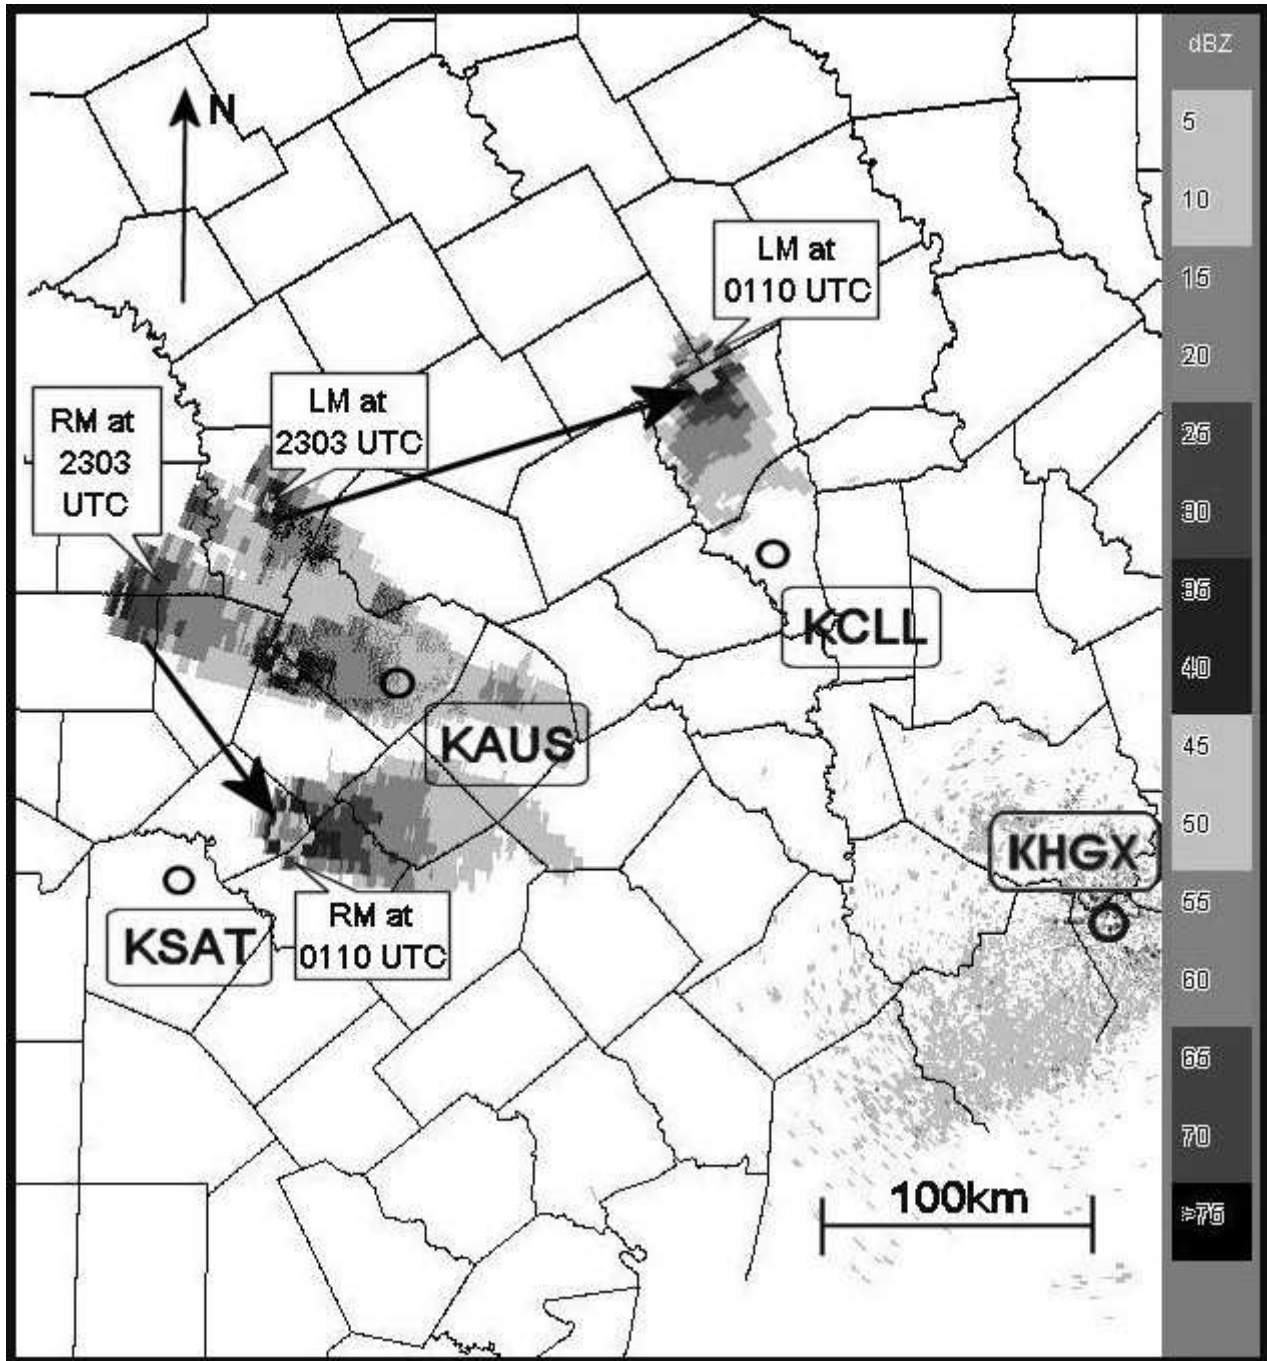 dBZ
N
5
10
LM at
0110 UTC
15
20
LM at
2303 UTC
RM at
2303
UTC
25
30
35
KCLL
40
KAUS
45
50
KHGX
55
RM at
0110 UTC
KSAT
60
65
70
100km
>75